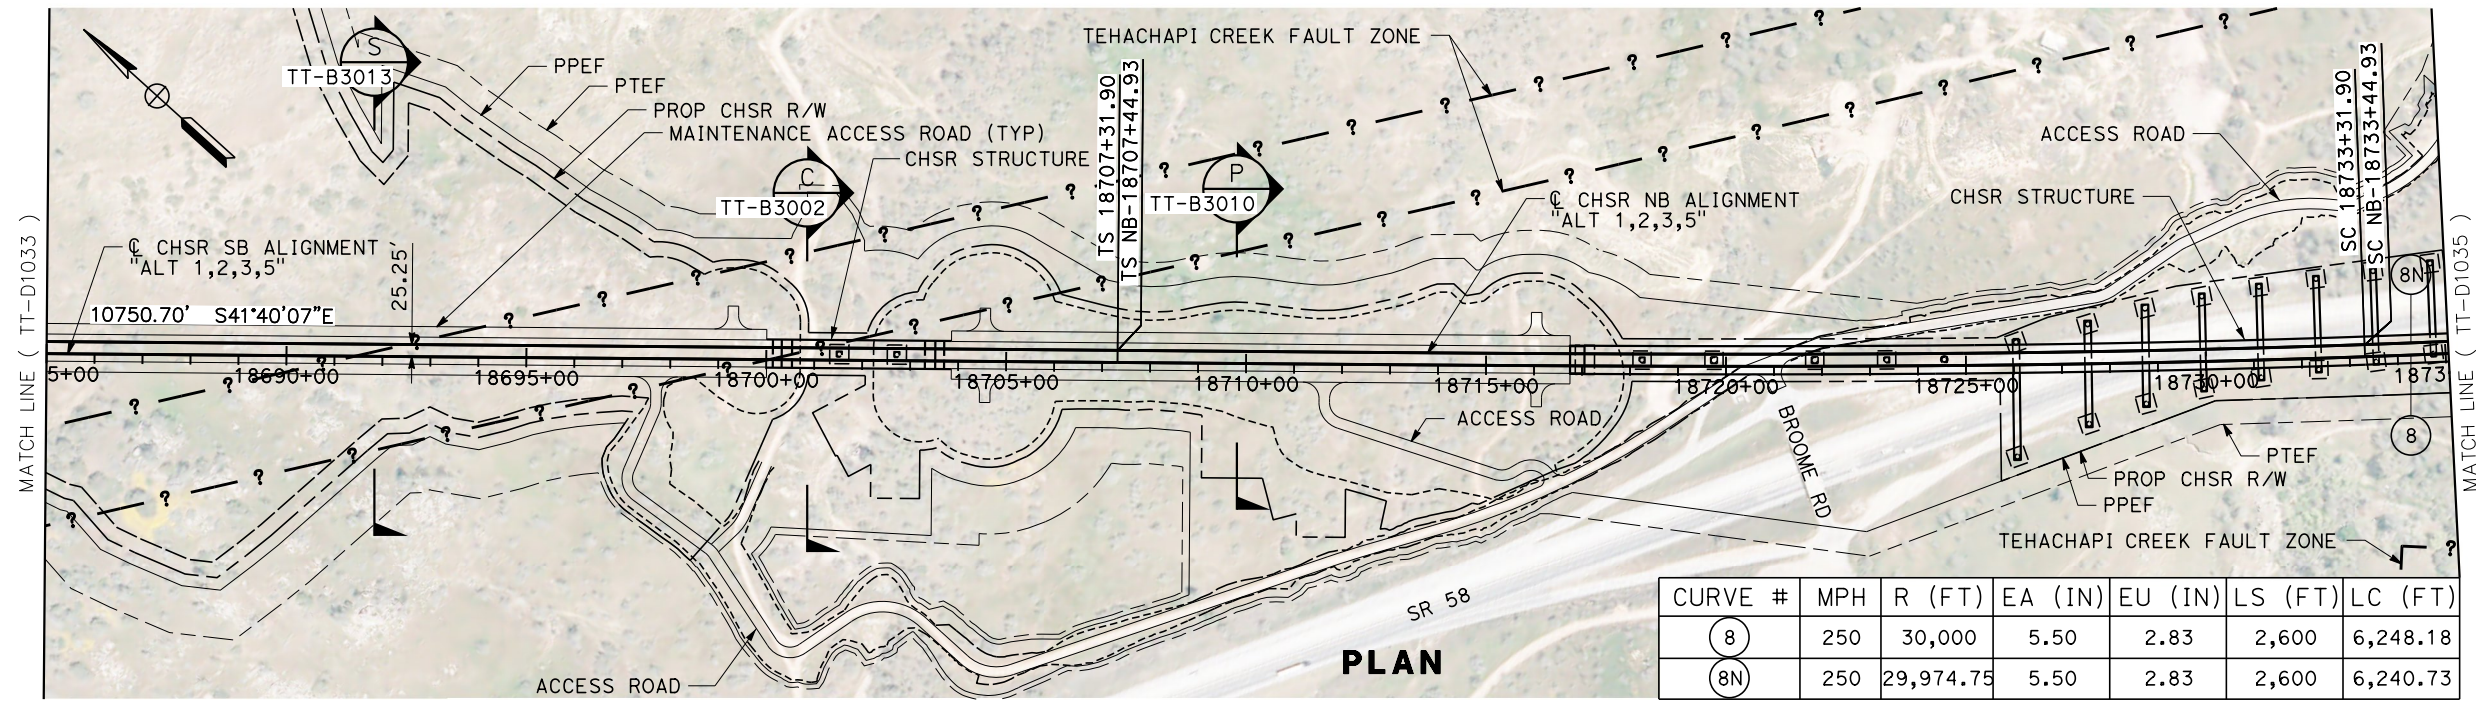 S
TT-B3013
PPEF
PTEF
PROP CHSR R/W
MAINTENANCE ACCESS ROAD (TYP)
CHSR STRUCTURE
C
TT-B3002
TEHACHAPI CREEK FAULT ZONE
TS 18707+31.90
TS NB-18707+44.93
P
TT-B3010
℄ CHSR NB ALIGNMENT
"ALT 1,2,3,5"
ACCESS ROAD
CHSR STRUCTURE
SC 18733+31.90
SC NB-18733+44.93
8N
8
MATCH LINE ( TT-D1033 )
MATCH LINE ( TT-D1035 )
℄ CHSR SB ALIGNMENT
"ALT 1,2,3,5"
25.25'
10750.70' S41°40'07"E
5+00
18690+00
18695+00
18700+00
18705+00
18710+00
18715+00
18720+00
18725+00
18730+00
1873
ACCESS ROAD
BROOME RD
PTEF
PROP CHSR R/W
PPEF
TEHACHAPI CREEK FAULT ZONE
?
SR 58
ACCESS ROAD
PLAN
CURVE # MPH R (FT) EA (IN) EU (IN) LS (FT) LC (FT)
8 250 30,000 5.50 2.83 2,600 6,248.18
8N 250 29,974.75 5.50 2.83 2,600 6,240.73